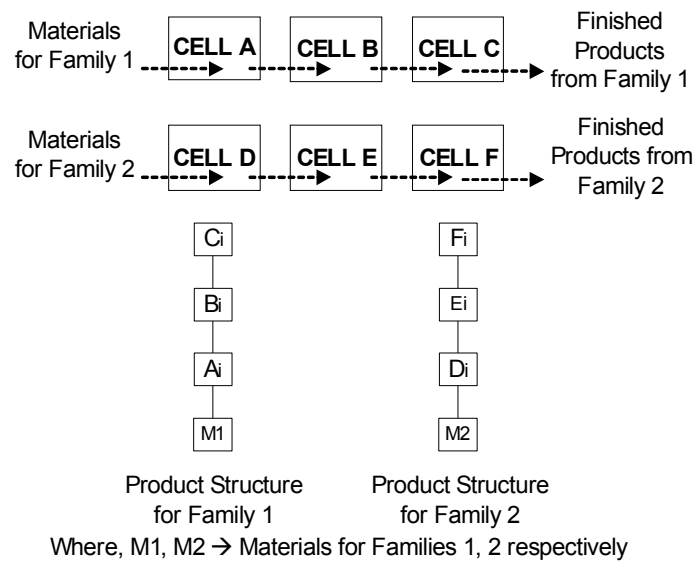 Materials
for Family 1
CELL A
CELL B
CELL C
Finished
Products
from Family 1
Materials
for Family 2
CELL D
CELL E
CELL F
Finished
Products from
Family 2
Ci
Bi
Ai
M1
Fi
Ei
Di
M2
Product Structure
for Family 1
Product Structure
for Family 2
Where, M1, M2 → Materials for Families 1, 2 respectively